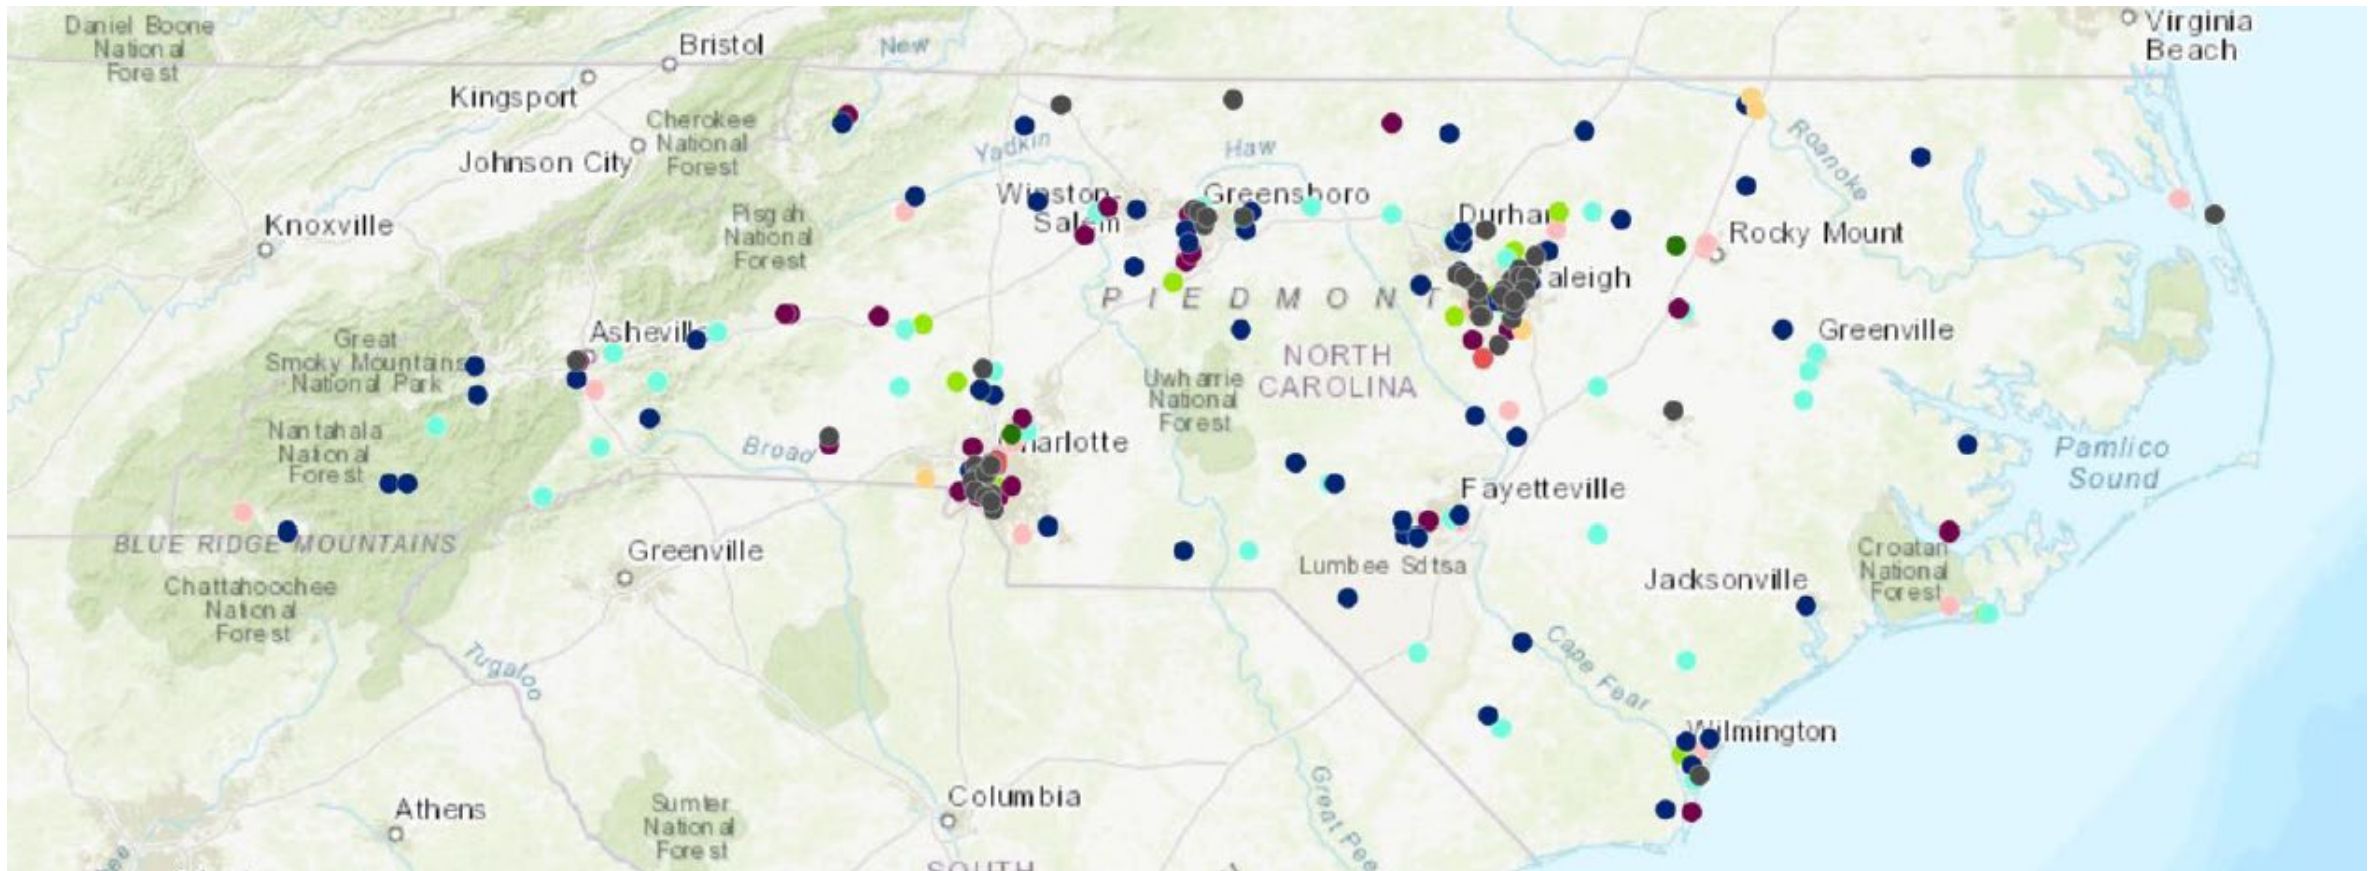 Daniel Boone
National
Forest
Bristol
New
Virginia
Beach
Kingsport
Cherokee
National
Forest
Johnson City
Yadkin
Haw
Roanoke
Winston-
Salem
Greensboro
Pisgah
National
Forest
Knoxville
Durham
Rocky Mount
Raleigh
PIEDMONT
Asheville
Great
Smoky Mountains
National Park
Greenville
NORTH
CAROLINA
Uwharrie
National
Forest
Nantahala
National
Forest
Broad
Charlotte
Pamlico
Sound
Fayetteville
BLUE RIDGE MOUNTAINS
Greenville
Lumbee Sdtsa
Croatan
National
Forest
Jacksonville
Chattahoochee
National
Forest
Tugaloo
Cape Fear
Wilmington
Great Pee
Columbia
Athens
Sumter
National
Forest
SOUTH